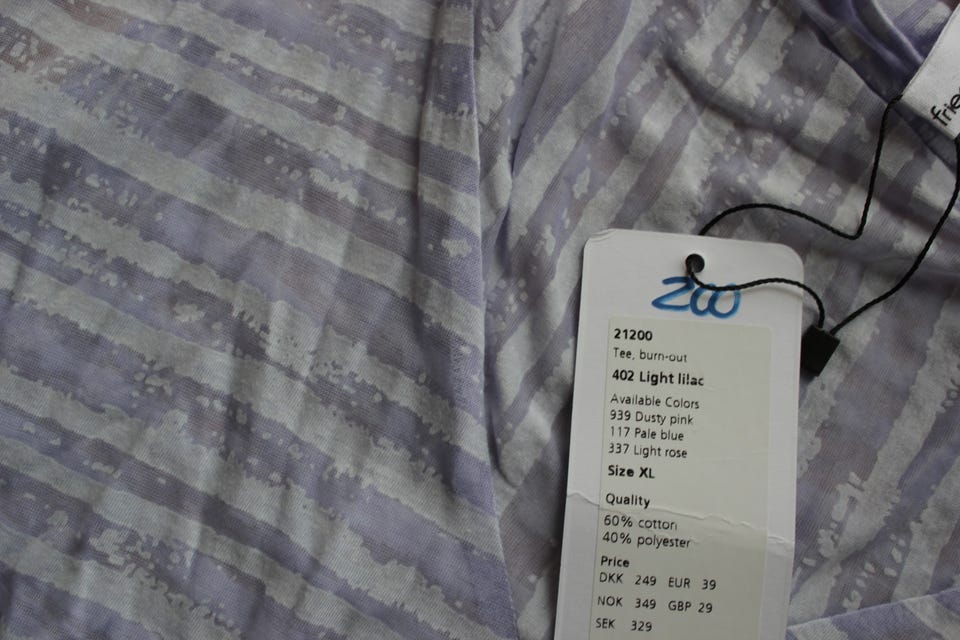 200
21200
Tee, burn-out
402 Light lilac
Available Colors
939 Dusty pink
117 Pale blue
337 Light rose
Size XL
Quality
60% cotton
40% polyester
Price
DKK 249 EUR 39
NOK 349 GBP 29
SEK 329